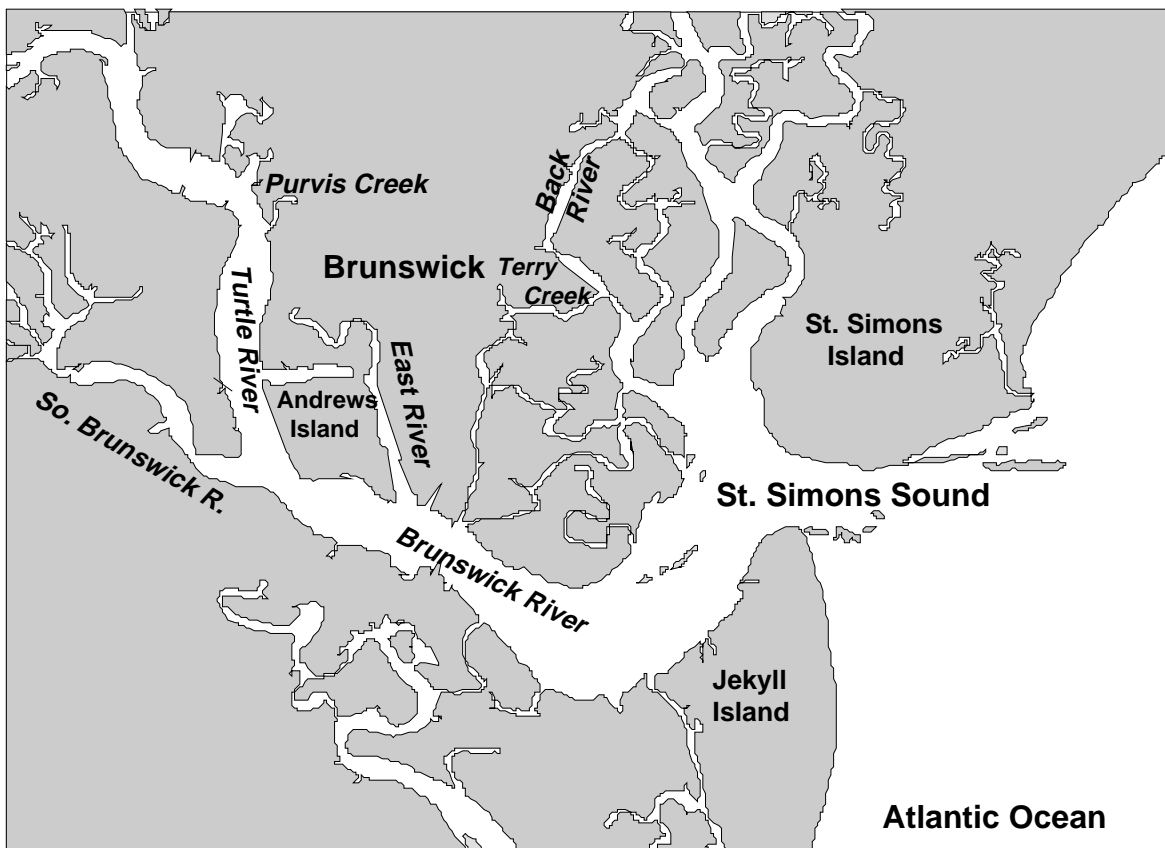 Purvis Creek
Back
River
Brunswick
Terry
Creek
Turtle River
St. Simons
Island
East River
Andrews
Island
So. Brunswick R.
St. Simons Sound
Brunswick River
Jekyll
Island
Atlantic Ocean